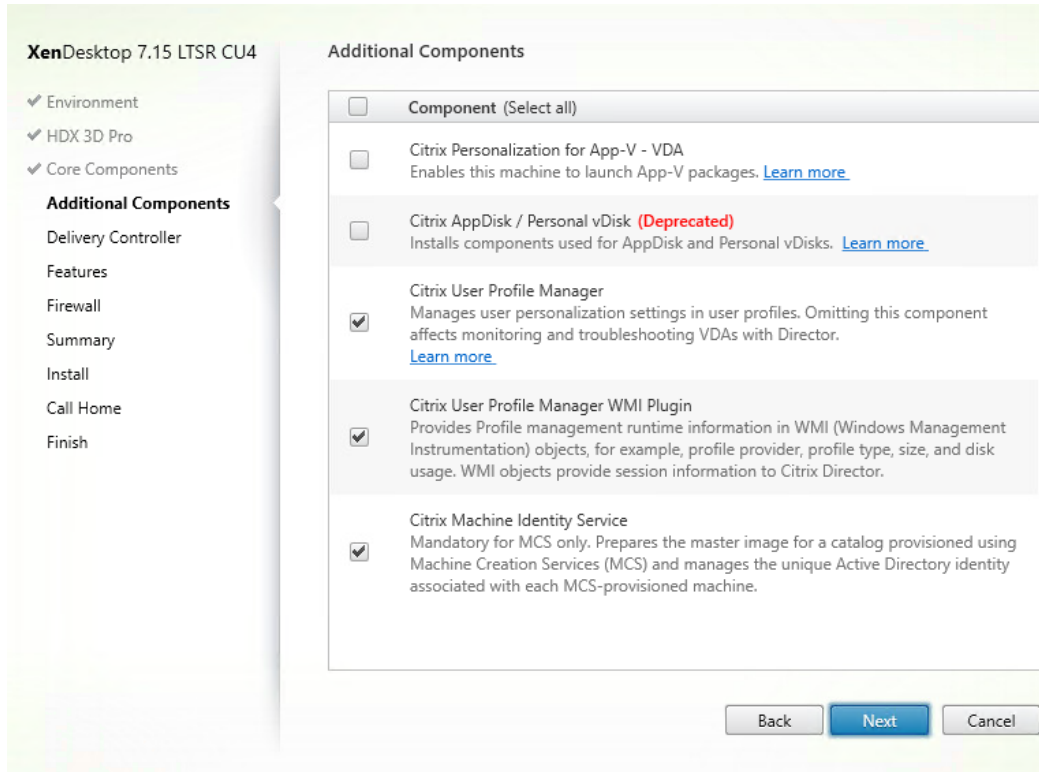 XenDesktop 7.15 LTSR CU4
Environment
HDX 3D Pro
Core Components
Additional Components
Delivery Controller
Features
Firewall
Summary
Install
Call Home
Finish
Additional Components
Component (Select all)
Citrix Personalization for App-V - VDA
Enables this machine to launch App-V packages. Learn more
Citrix AppDisk / Personal vDisk (Deprecated)
Installs components used for AppDisk and Personal vDisks. Learn more
Citrix User Profile Manager
Manages user personalization settings in user profiles. Omitting this component
affects monitoring and troubleshooting VDAs with Director.
Learn more
Citrix User Profile Manager WMI Plugin
Provides Profile management runtime information in WMI (Windows Management
Instrumentation) objects, for example, profile provider, profile type, size, and disk
usage. WMI objects provide session information to Citrix Director.
Citrix Machine Identity Service
Mandatory for MCS only. Prepares the master image for a catalog provisioned using
Machine Creation Services (MCS) and manages the unique Active Directory identity
associated with each MCS-provisioned machine.
Back
Next
Cancel